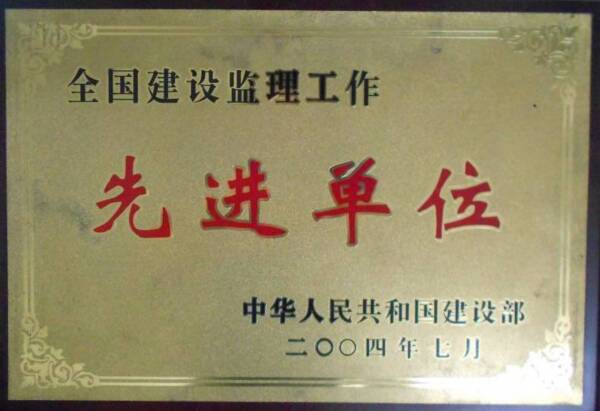 全国建设监理工作
先进单位
中华人民共和国建设部
二〇〇四年七月